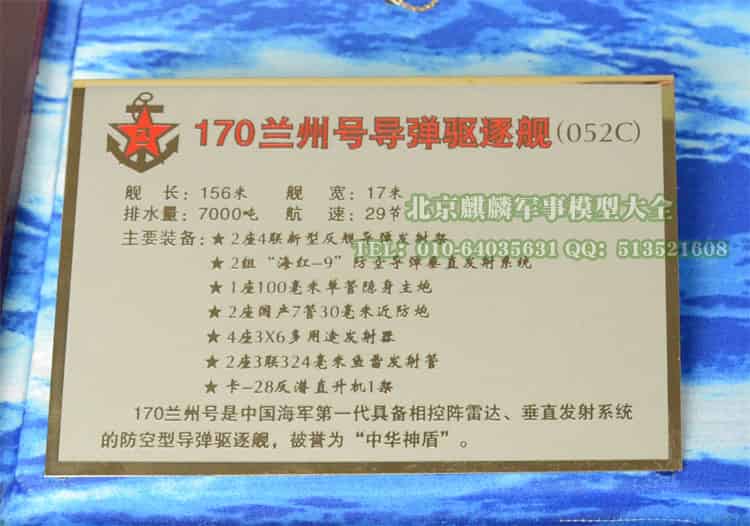 170兰州号导弹驱逐舰(052C)
舰 长：156米 舰 宽：17米
排水量：7000吨 航 速：29节
北京麒麟军事模型大全
主要装备：★2座4联新型反舰导弹发射架
TEL：010-64035631 QQ：513521608
★2组“海红-9”防空导弹垂直发射系统
★1座100毫米单管隐身主炮
★2座国产7管30毫米近防炮
★4座3X6多用途发射器
★2座3联324毫米鱼雷发射管
★卡-28反潜直升机1架
170兰州号是中国海军第一代具备相控阵雷达、垂直发射系统
的防空型导弹驱逐舰，被誉为“中华神盾”。